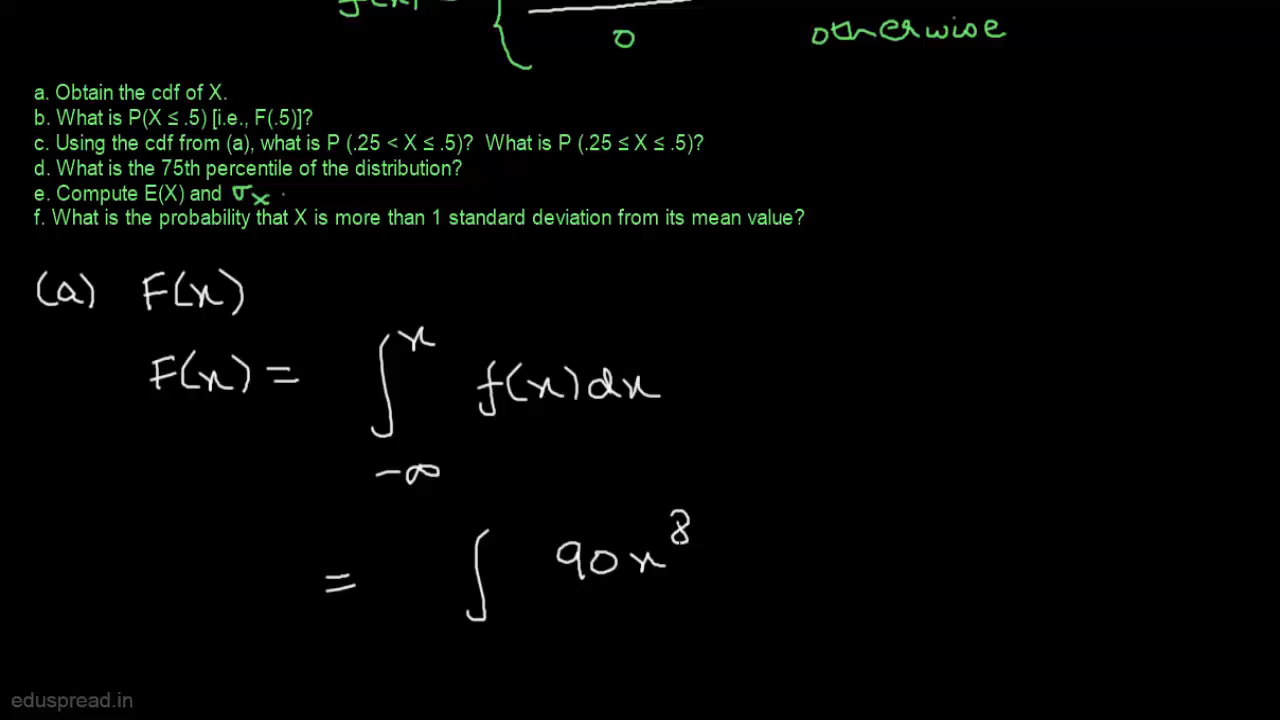 f(x) =
0 otherwise
a. Obtain the cdf of X.
b. What is P(X ≤ .5) [i.e., F(.5)]?
c. Using the cdf from (a), what is P (.25 < X ≤ .5)? What is P (.25 ≤ X ≤ .5)?
d. What is the 75th percentile of the distribution?
e. Compute E(X) and σx .
f. What is the probability that X is more than 1 standard deviation from its mean value?
(a) F(x)
F(x) = ∫_{-∞}^{x} f(x) dx
= ∫ 90x^8
eduspread.in